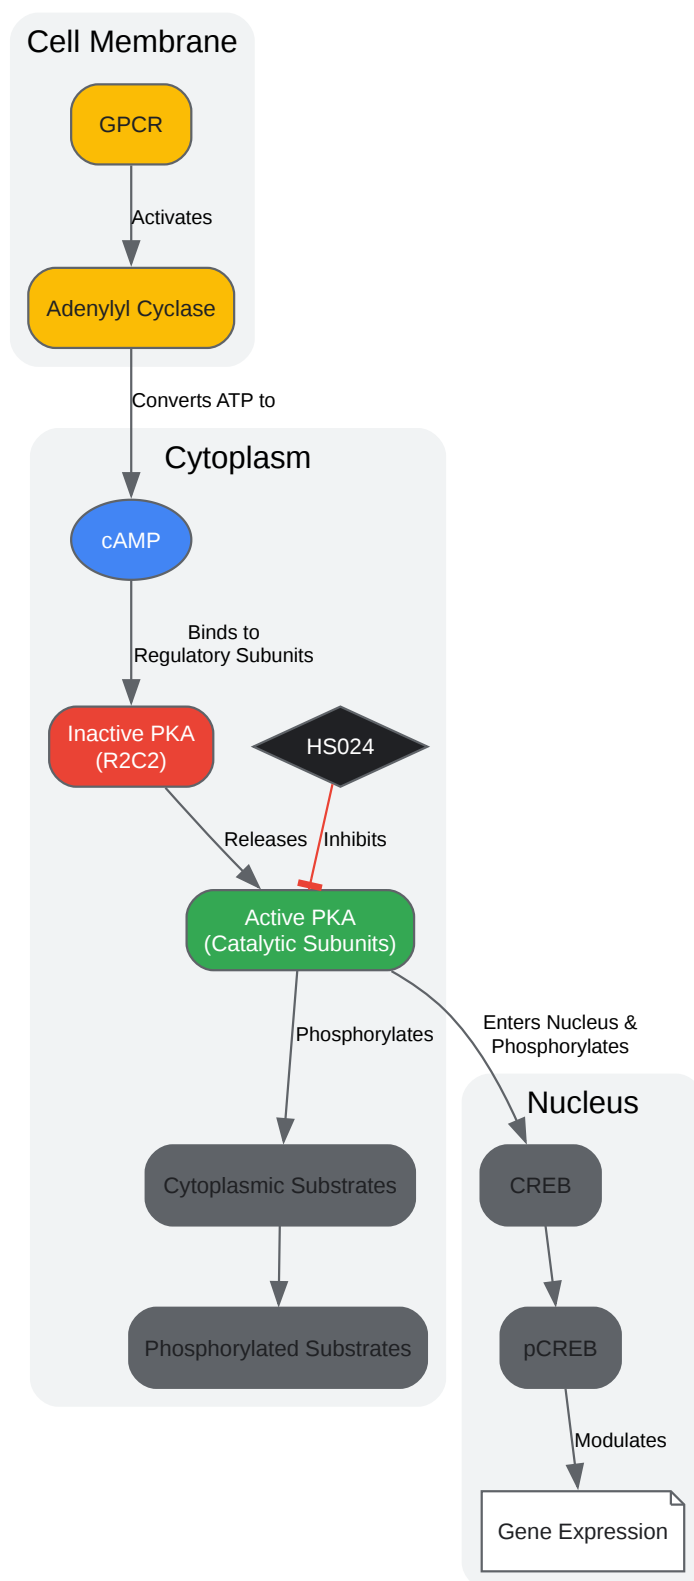 Cell Membrane
GPCR
Activates
Adenylyl Cyclase
Converts ATP to
Cytoplasm
cAMP
Binds to
Regulatory Subunits
Inactive PKA
(R2C2)
HS024
Releases
Inhibits
Active PKA
(Catalytic Subunits)
Phosphorylates
Enters Nucleus &
Phosphorylates
Nucleus
Cytoplasmic Substrates
CREB
Phosphorylated Substrates
pCREB
Modulates
Gene Expression